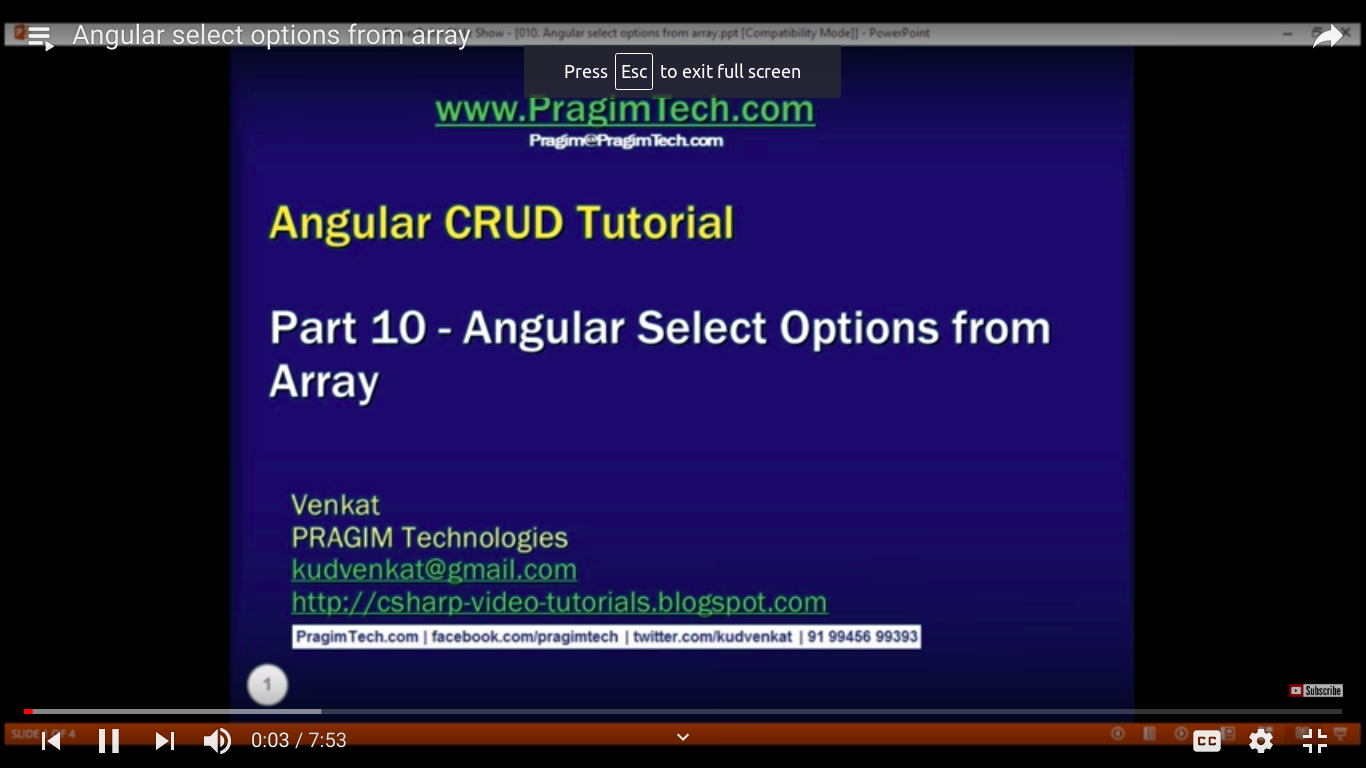 Angular select options from array
Show - [010. Angular select options from array.ppt [Compatibility Mode]] - PowerPoint
Press Esc to exit full screen
www.PragimTech.com
Pragim@PragimTech.com
Angular CRUD Tutorial
Part 10 - Angular Select Options from
Array
Venkat
PRAGIM Technologies
kudvenkat@gmail.com
http://csharp-video-tutorials.blogspot.com
PragimTech.com | facebook.com/pragimtech | twitter.com/kudvenkat | 91 99456 99393
1
Subscribe
SLIDE OF 4
0:03 / 7:53
CC